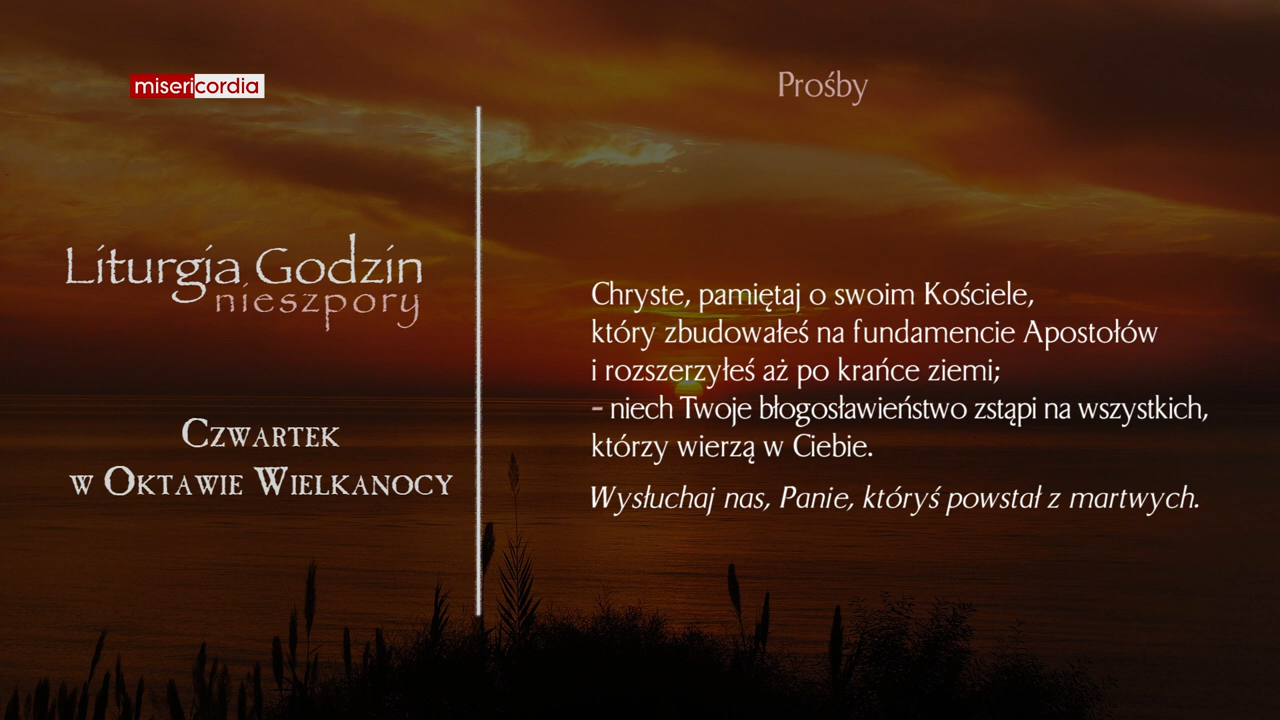 misericordia
Liturgia Godzin
nieszpory
Czwartek
w Oktawie Wielkanocy
Prośby
Chryste, pamiętaj o swoim Kościele,
który zbudowałeś na fundamencie Apostołów
i rozszerzyłeś aż po krańce ziemi;
- niech Twoje błogosławieństwo zstąpi na wszystkich,
którzy wierzą w Ciebie.
Wysłuchaj nas, Panie, któryś powstał z martwych.